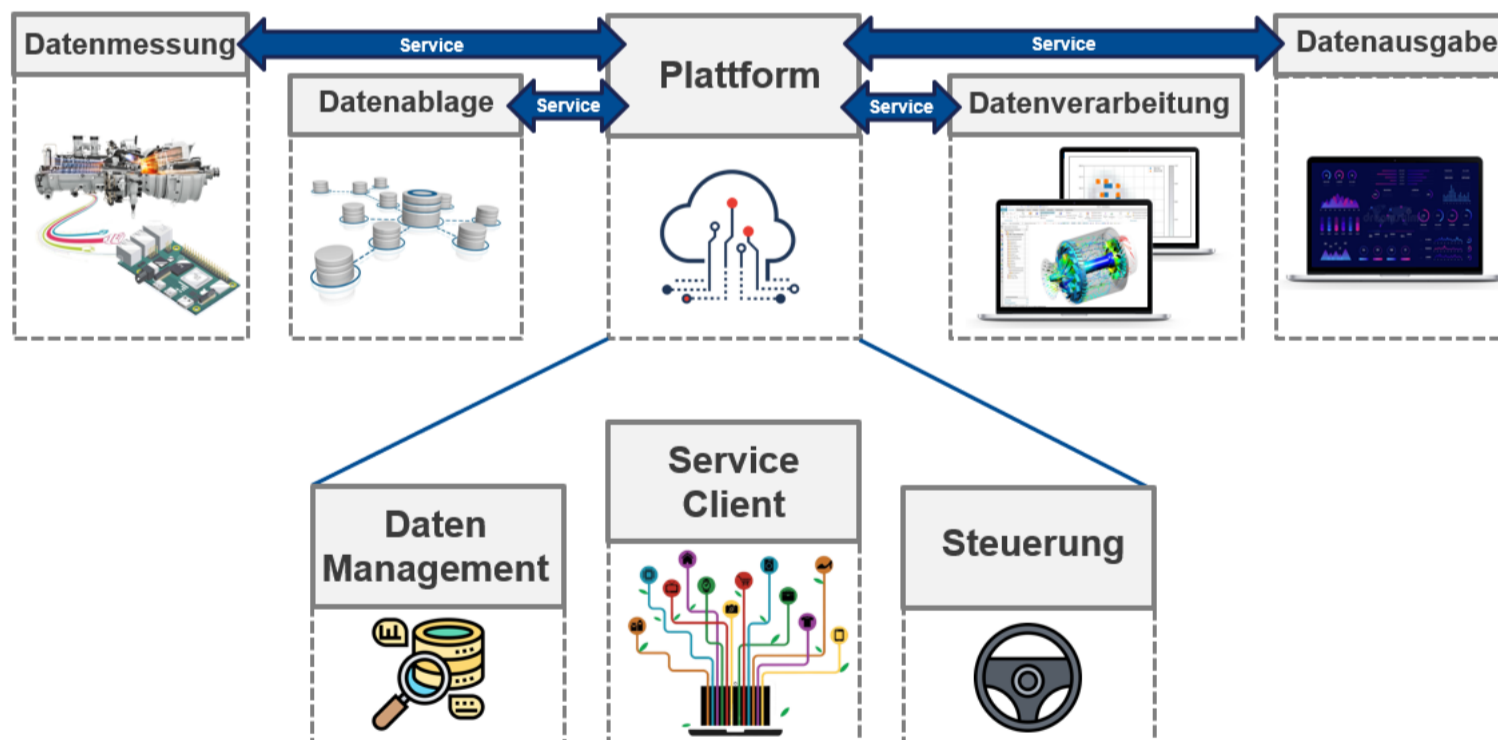 Datenmessung
Service
Plattform
Service
Datenausgabe
Datenablage
Service
Service
Datenverarbeitung
Service
Client
Daten
Management
Steuerung